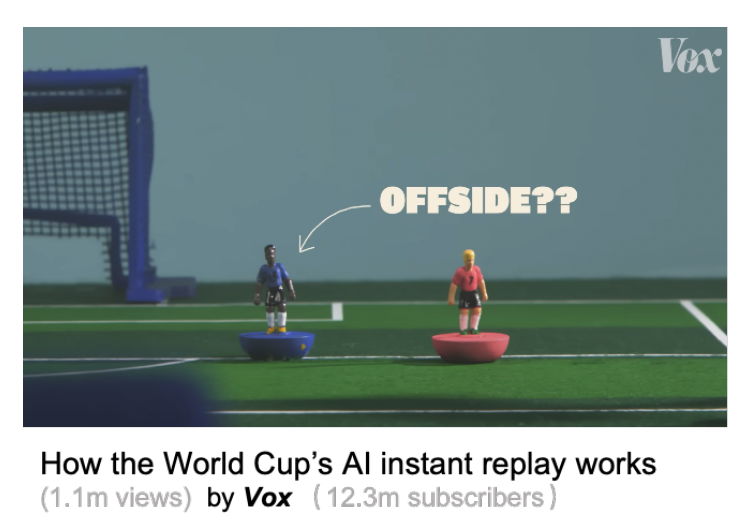 Vox
OFFSIDE??
How the World Cup's AI instant replay works
(1.1m views) by Vox (12.3m subscribers)